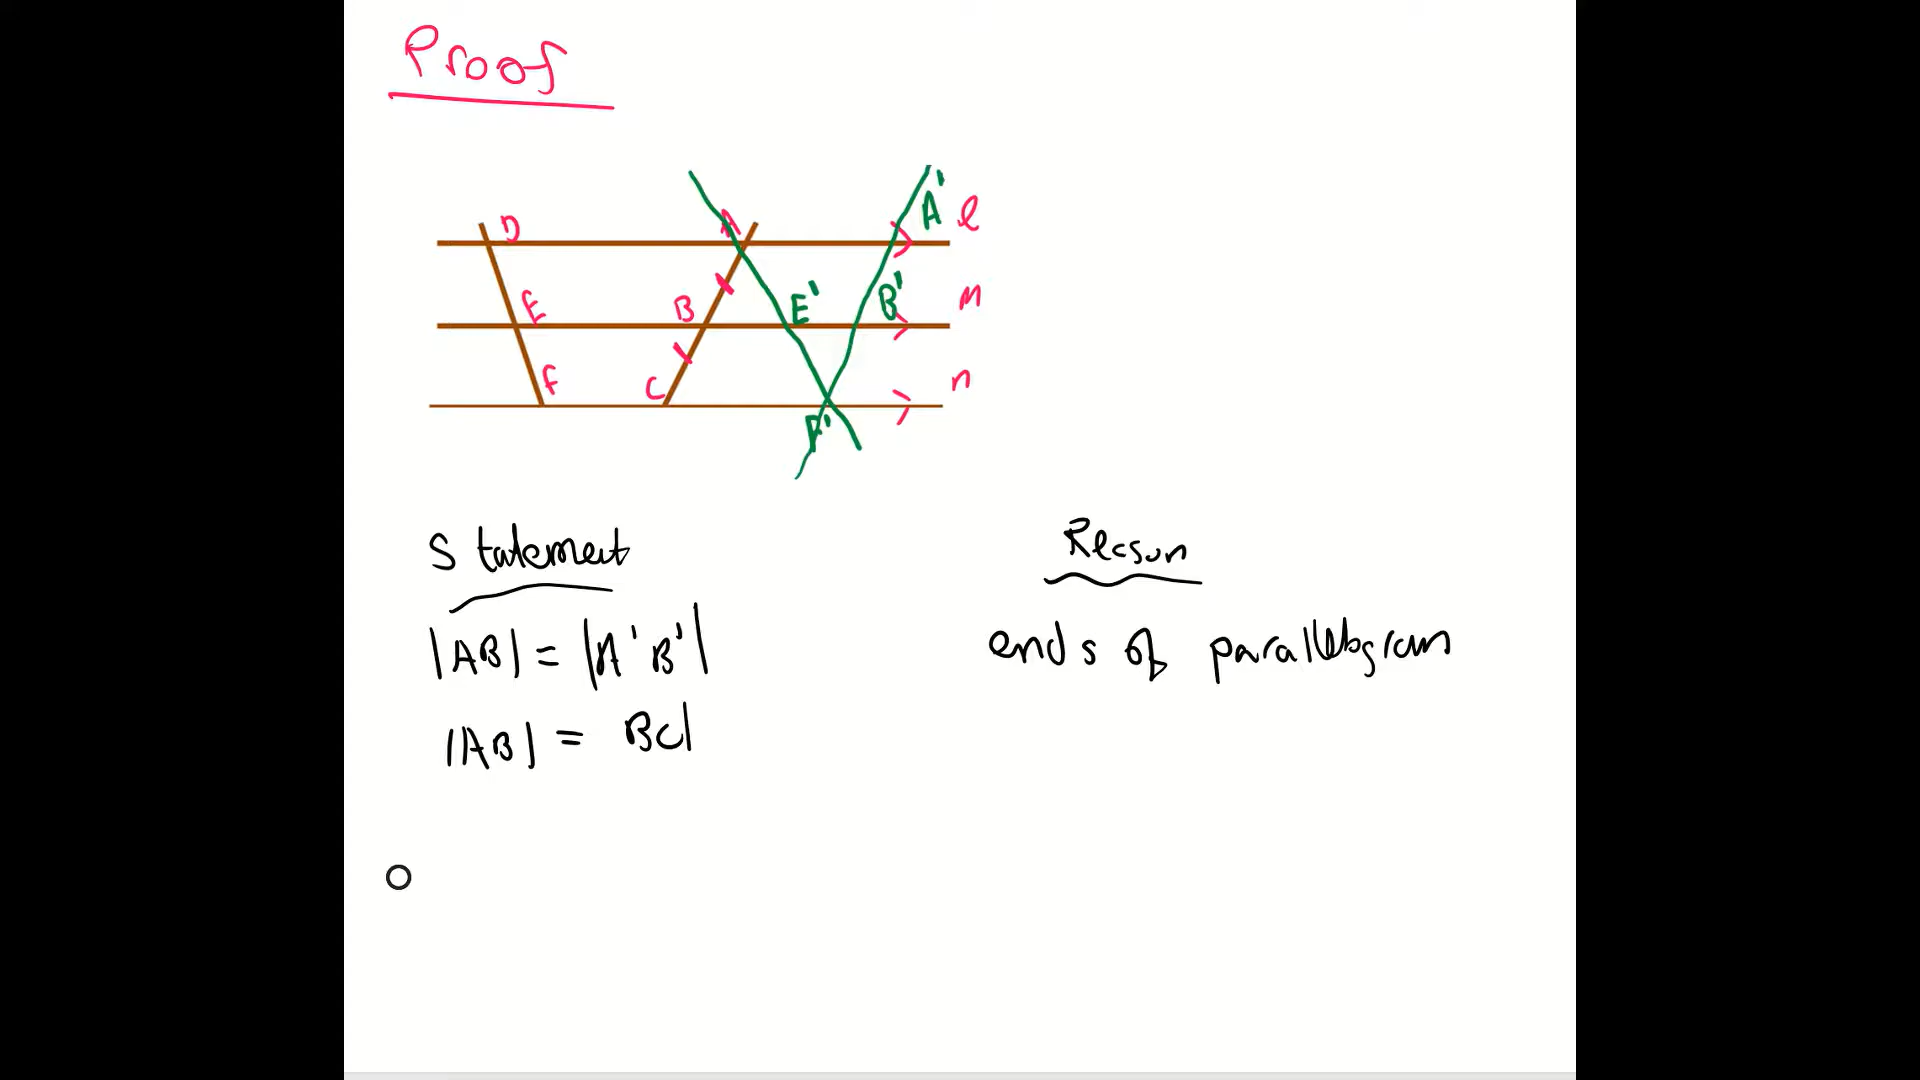 Proof
D A A' l
E B E' B' m
F C F' n
Statement Reason
|AB| = |A'B'| ends of parallelogram
|AB| = BC|